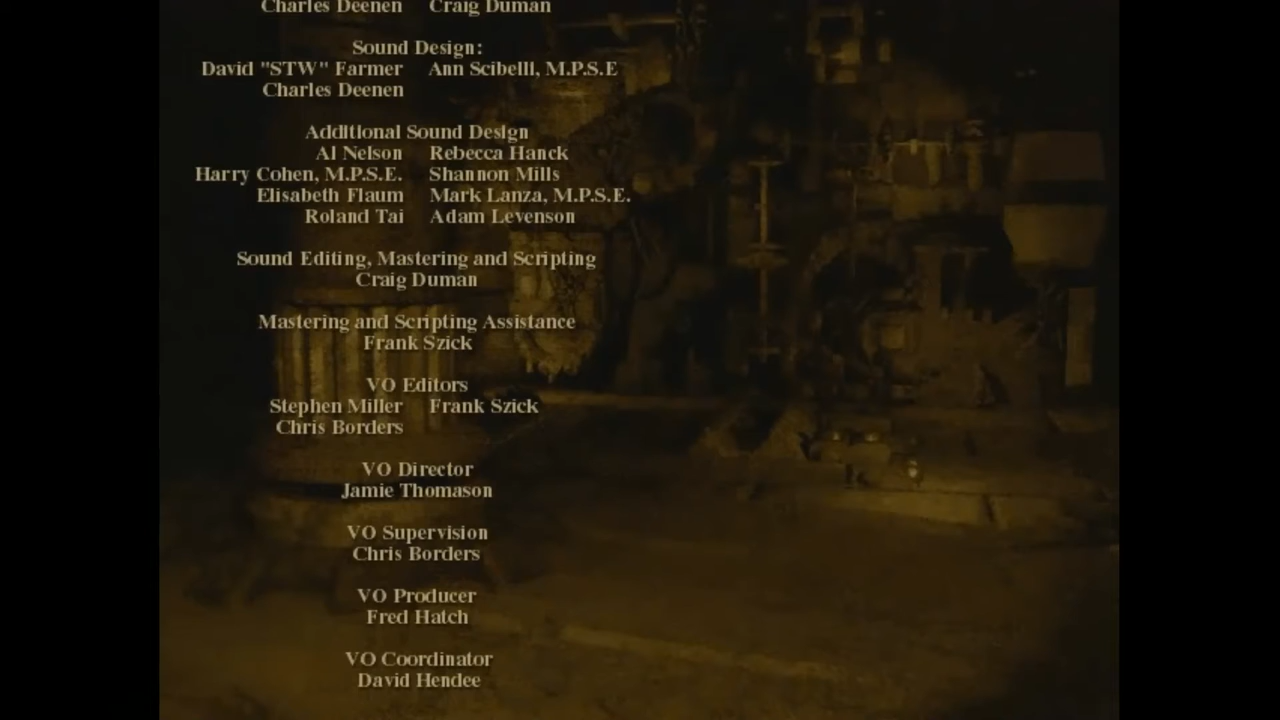 Charles Deenen Craig Duman
Sound Design:
David "STW" Farmer Ann Scibelli, M.P.S.E
Charles Deenen
Additional Sound Design
Al Nelson Rebecca Hanck
Harry Cohen, M.P.S.E. Shannon Mills
Elisabeth Flaum Mark Lanza, M.P.S.E.
Roland Tai Adam Levenson
Sound Editing, Mastering and Scripting
Craig Duman
Mastering and Scripting Assistance
Frank Szick
VO Editors
Stephen Miller Frank Szick
Chris Borders
VO Director
Jamie Thomason
VO Supervision
Chris Borders
VO Producer
Fred Hatch
VO Coordinator
David Hendee